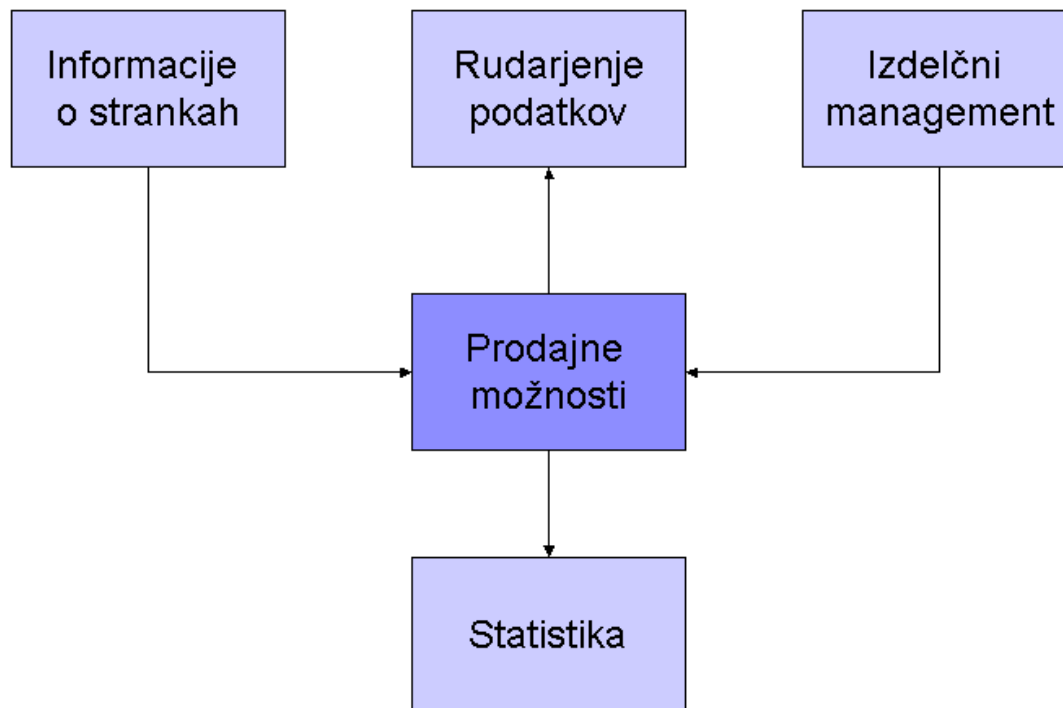 Informacije
o strankah
Rudarjenje
podatkov
Izdelčni
management
Prodajne
možnosti
Statistika